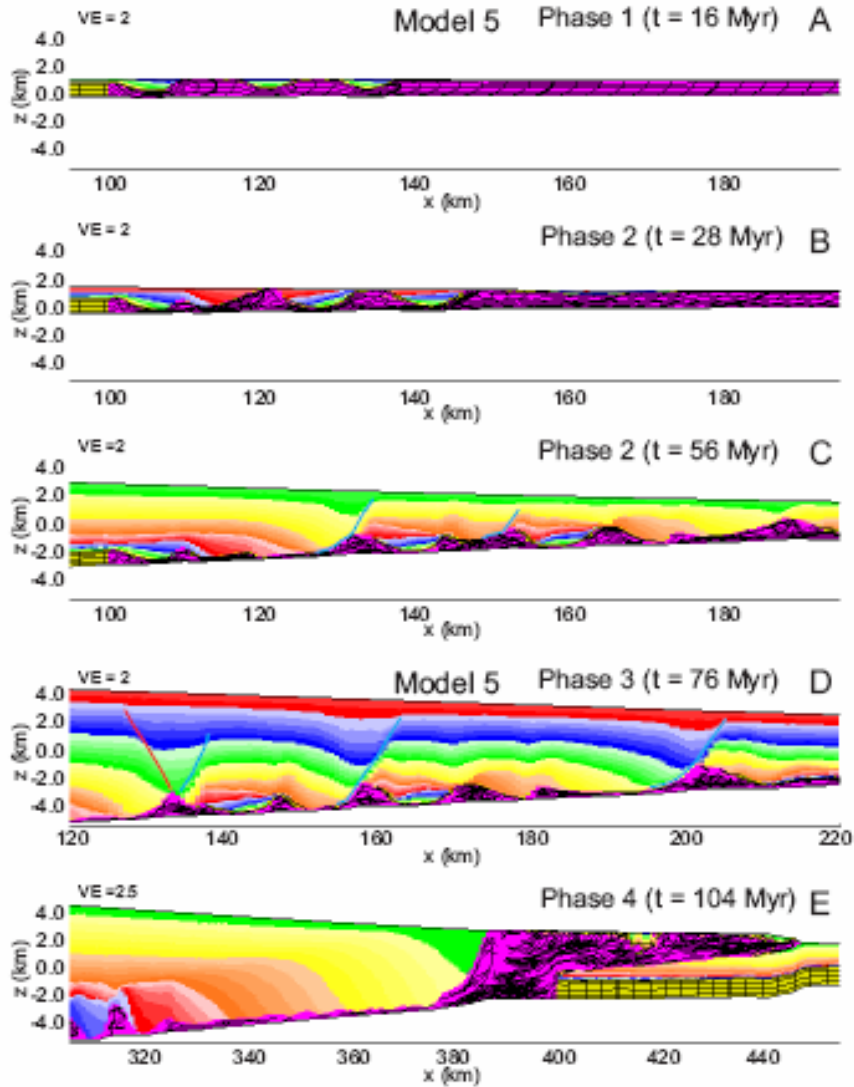 VE = 2 Model 5 Phase 1 (t = 16 Myr) A
4.0
2.0
0.0
-2.0
-4.0
z (km)
100 120 140 160 180
x (km)
VE = 2 Phase 2 (t = 28 Myr) B
4.0
2.0
0.0
-2.0
-4.0
z (km)
100 120 140 160 180
x (km)
VE =2 Phase 2 (t = 56 Myr) C
4.0
2.0
0.0
-2.0
-4.0
z (km)
100 120 140 160 180
x (km)
VE = 2 Model 5 Phase 3 (t = 76 Myr) D
4.0
2.0
0.0
-2.0
-4.0
z (km)
120 140 160 180 200 220
x (km)
VE =2.5 Phase 4 (t = 104 Myr) E
4.0
2.0
0.0
-2.0
-4.0
z (km)
320 340 360 380 400 420 440
x (km)